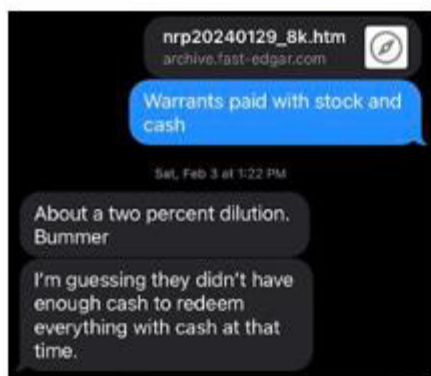 nrp20240129_8k.htm
archive.fast-edgar.com
Warrants paid with stock and
cash
Sat, Feb 3 at 1:22 PM
About a two percent dilution.
Bummer
I'm guessing they didn't have
enough cash to redeem
everything with cash at that
time.